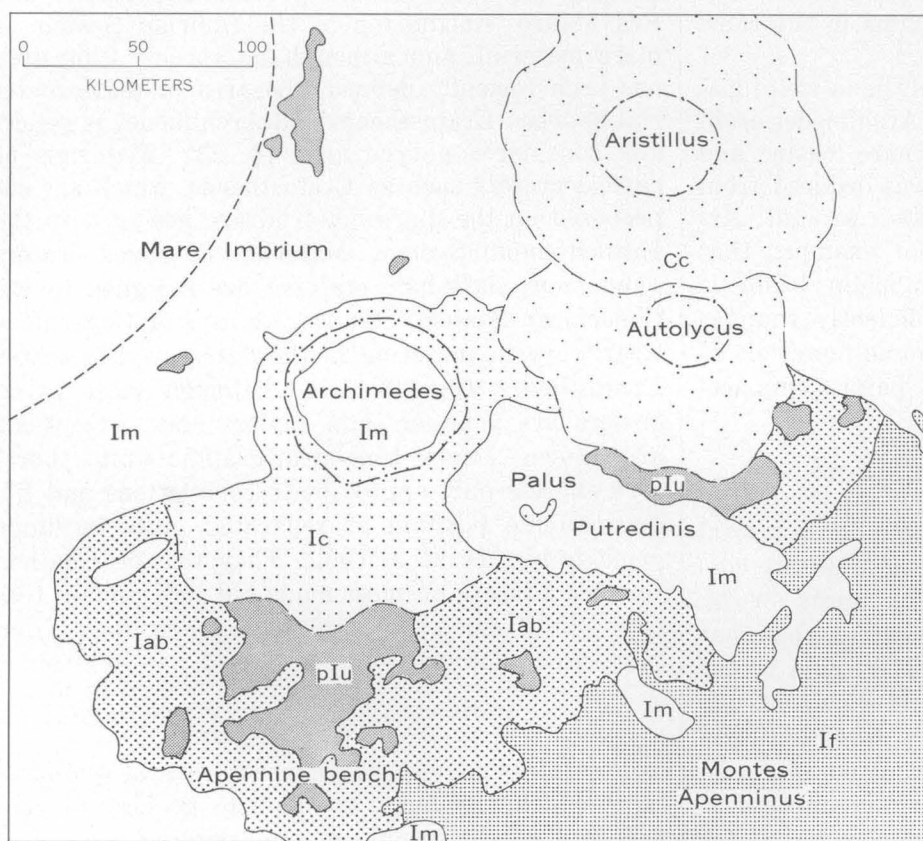 0 50 100
KILOMETERS
Aristillus
Mare Imbrium
Cc
Autolycus
Archimedes
Im
Im
Palus
pIu
Putredinis
Ic
Im
Iab
Iab
pIu
Im
If
Apennine bench
Montes
Apenninus
Im